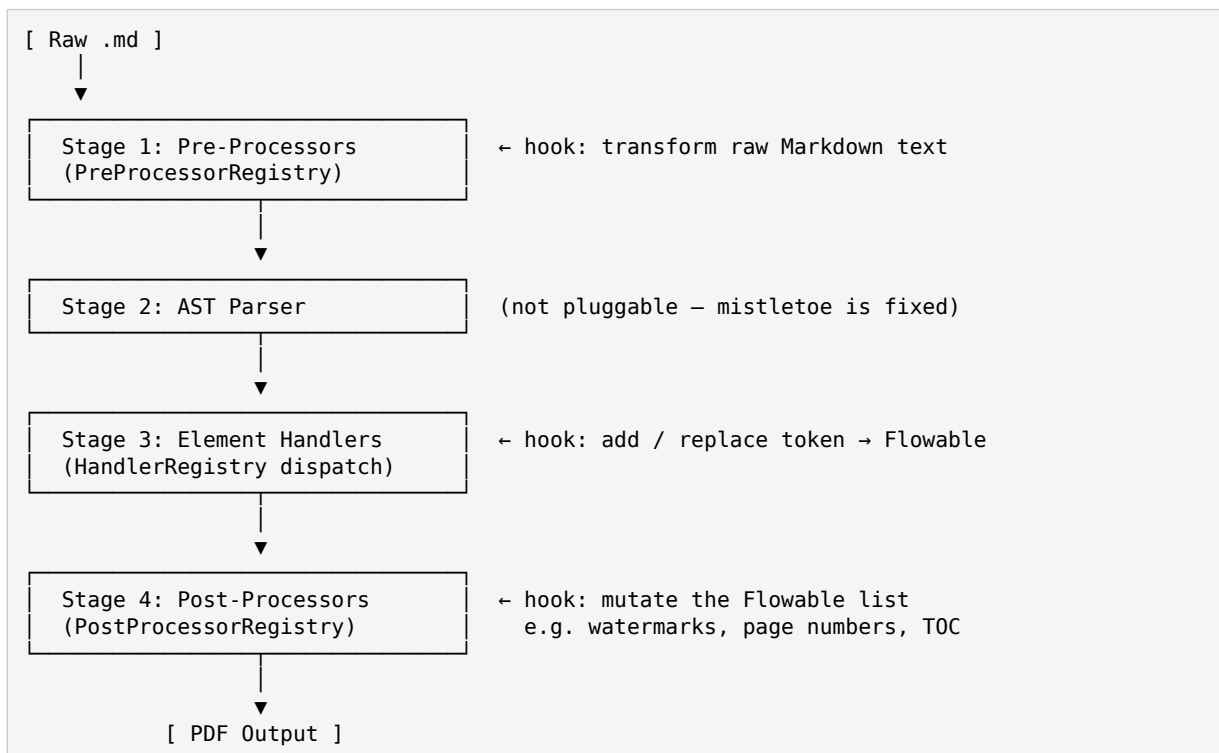 [ Raw .md ]
Stage 1: Pre-Processors ← hook: transform raw Markdown text
(PreProcessorRegistry)
Stage 2: AST Parser (not pluggable — mistletoe is fixed)
Stage 3: Element Handlers ← hook: add / replace token → Flowable
(HandlerRegistry dispatch)
Stage 4: Post-Processors ← hook: mutate the Flowable list
(PostProcessorRegistry) e.g. watermarks, page numbers, TOC
[ PDF Output ]